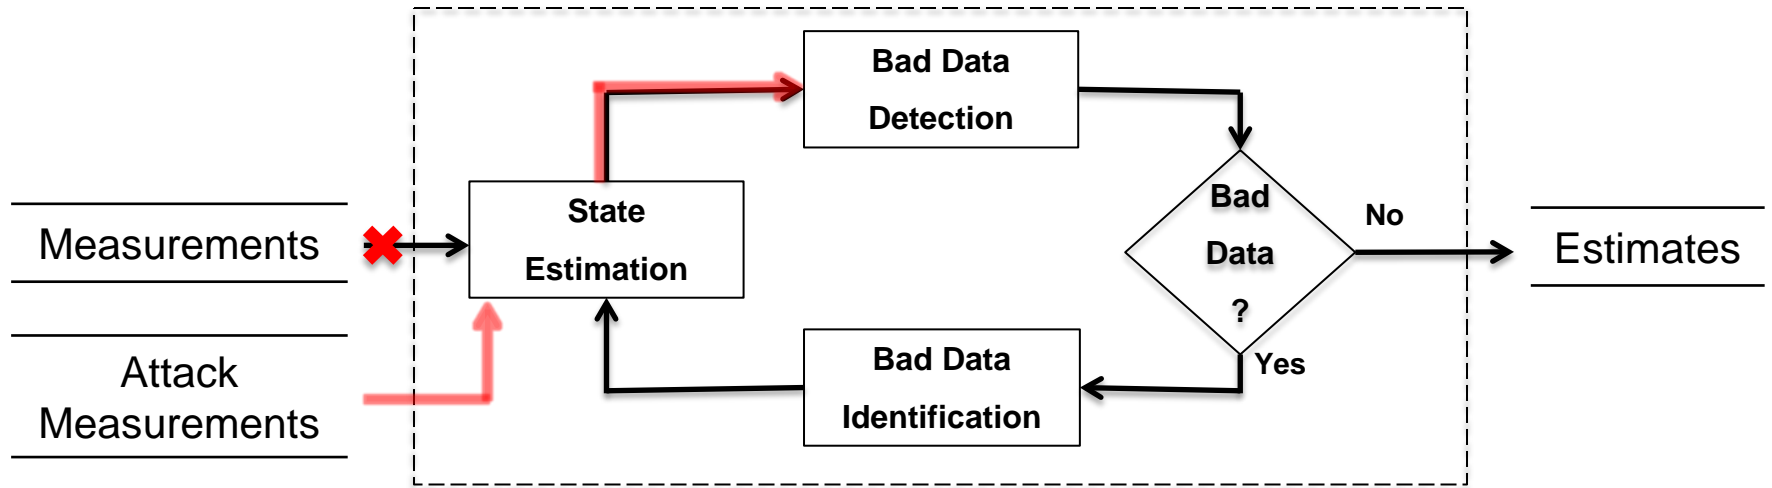 Bad Data
Detection
State
Estimation
Measurements
Bad
Data
?
No
Estimates
Attack
Measurements
Bad Data
Identification
Yes